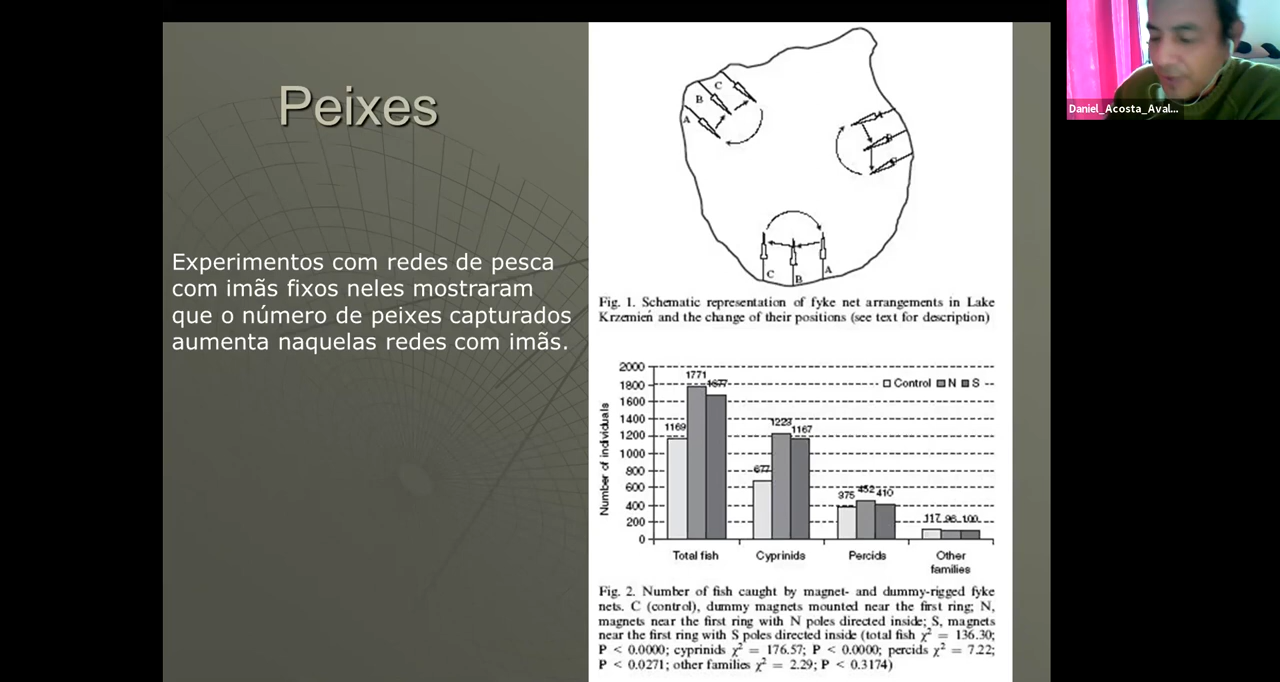 Peixes
Experimentos com redes de pesca
com imãs fixos neles mostraram
que o número de peixes capturados
aumenta naquelas redes com imãs.
A
B
C
A
C
B
A
Fig. 1. Schematic representation of fyke net arrangements in Lake
Krzemień and the change of their positions (see text for description)
Number of individuals
2000
1800
1600
1400
1200
1000
800
600
400
200
0
Control N S
1169 1771 1677
677 1223 1167
375 452 410
117 96 100
Total fish Cyprinids Percids Other
families
Fig. 2. Number of fish caught by magnet- and dummy-rigged fyke
nets. C (control), dummy magnets mounted near the first ring; N,
magnets near the first ring with N poles directed inside; S, magnets
near the first ring with S poles directed inside (total fish χ² = 136.30;
P < 0.0000; cyprinids χ² = 176.57; P < 0.0000; percids χ² = 7.22;
P < 0.0271; other families χ² = 2.29; P < 0.3174)
Daniel_Acosta_Aval...